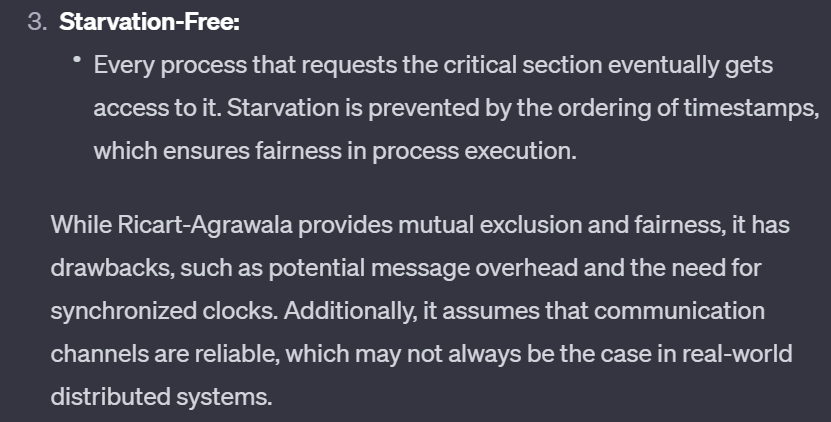 3. Starvation-Free:
• Every process that requests the critical section eventually gets
access to it. Starvation is prevented by the ordering of timestamps,
which ensures fairness in process execution.
While Ricart-Agrawala provides mutual exclusion and fairness, it has
drawbacks, such as potential message overhead and the need for
synchronized clocks. Additionally, it assumes that communication
channels are reliable, which may not always be the case in real-world
distributed systems.